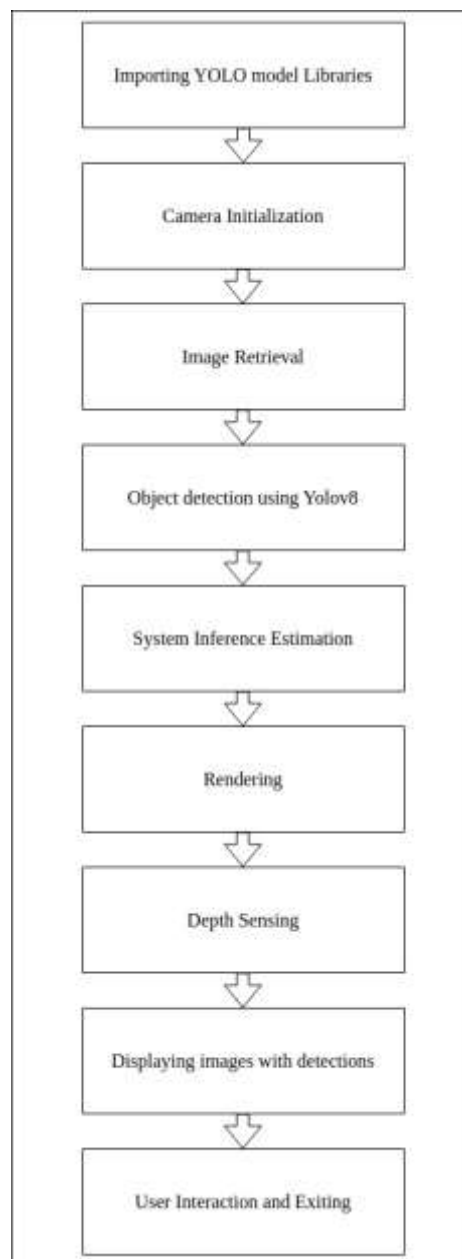 Importing YOLO model Libraries
Camera Initialization
Image Retrieval
Object detection using Yolov8
System Inference Estimation
Rendering
Depth Sensing
Displaying images with detections
User Interaction and Exiting